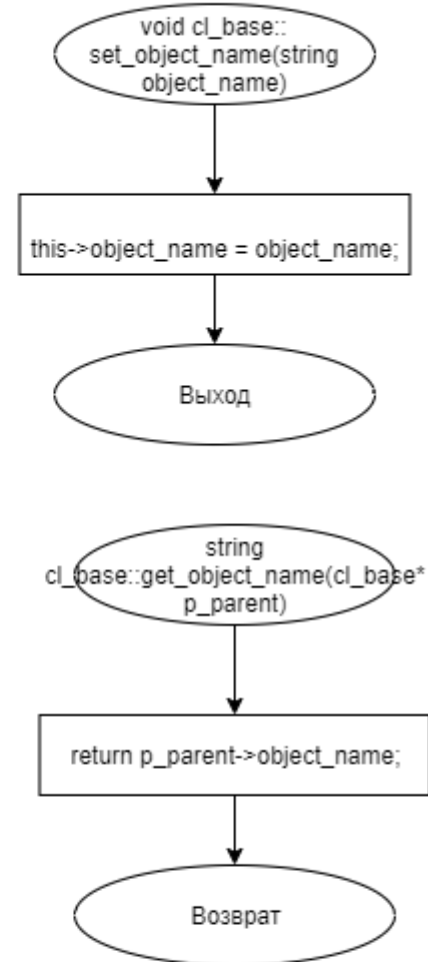 void cl_base::
set_object_name(string
object_name)
this->object_name = object_name;
Выход
string
cl_base::get_object_name(cl_base*
p_parent)
return p_parent->object_name;
Возврат